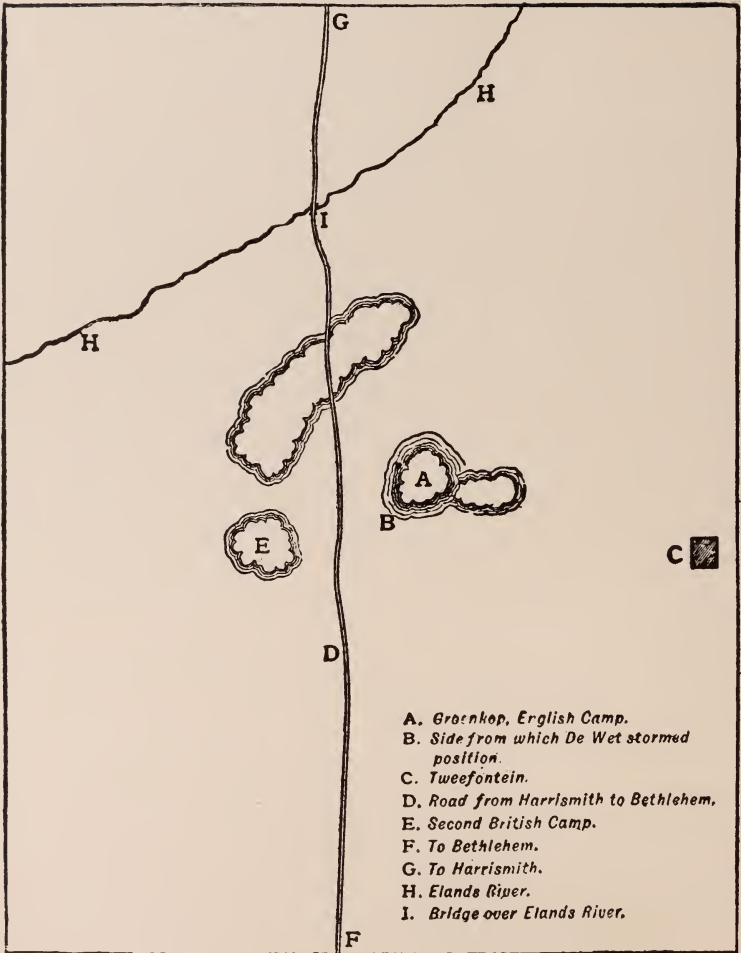 G
H
I
H
A
B
E
C
D
A. Groenkop, English Camp.
B. Side from which De Wet stormed
position.
C. Tweefontein.
D. Road from Harrismith to Bethlehem.
E. Second British Camp.
F. To Bethlehem.
G. To Harrismith.
H. Elands River.
I. Bridge over Elands River.
F